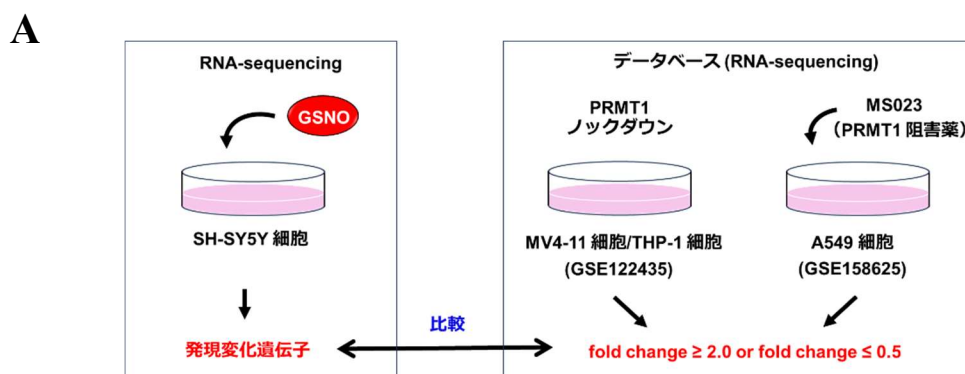 A
RNA-sequencing
GSNO
SH-SY5Y 細胞
発現変化遺伝子
比較
データベース (RNA-sequencing)
PRMT1
ノックダウン
MS023
（PRMT1 阻害薬）
MV4-11 細胞/THP-1 細胞
(GSE122435)
A549 細胞
(GSE158625)
fold change ≥ 2.0 or fold change ≤ 0.5